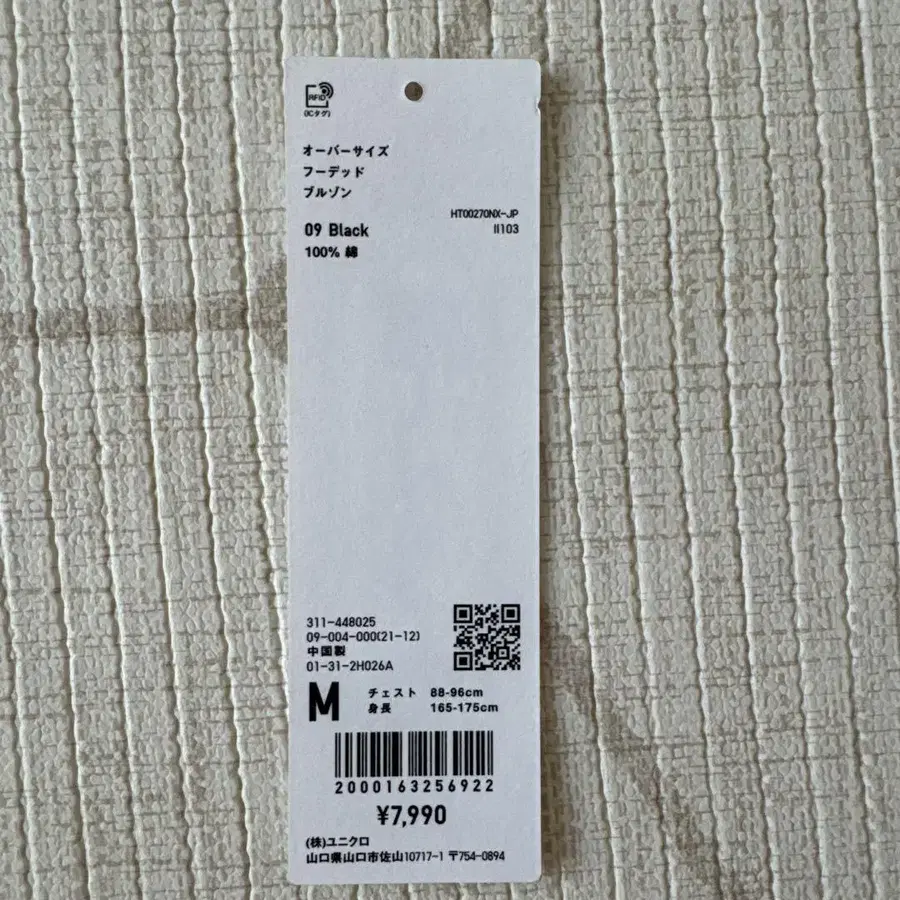 RFID
(ICタグ)
オーバーサイズ
フーデッド
ブルゾン
HT00270NX-JP
09 Black
II103
100% 綿
311-448025
09-004-000(21-12)
中国製
01-31-2H026A
M チェスト 88-96cm
身長 165-175cm
2000163256922
¥7,990
(株)ユニクロ
山口県山口市佐山10717-1 〒754-0894